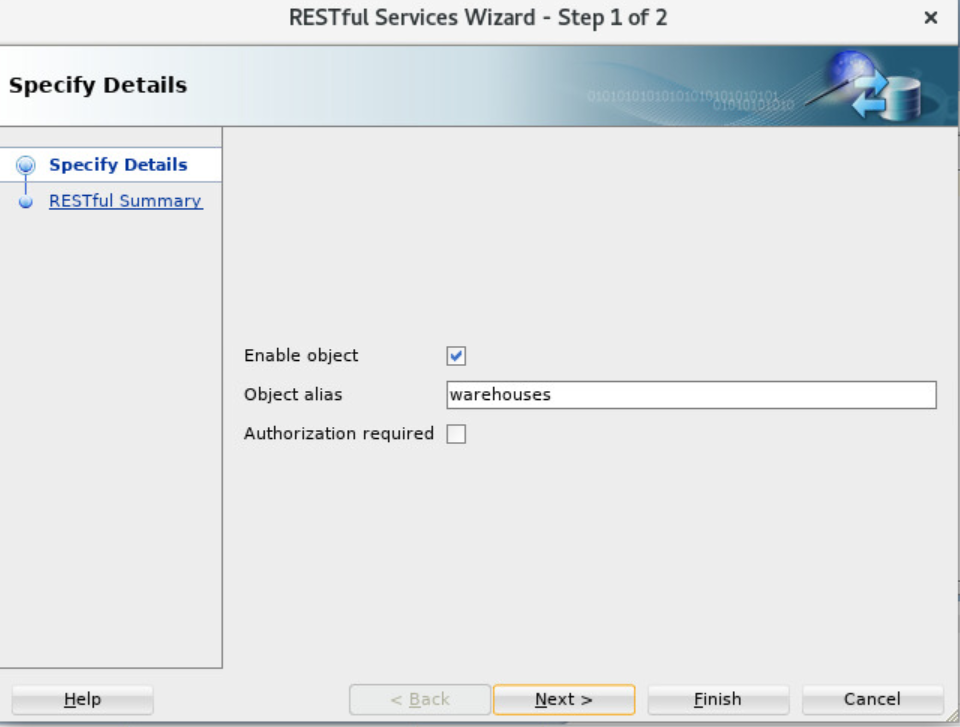 RESTful Services Wizard - Step 1 of 2
Specify Details
010101010101010101010101
01010101010
Specify Details
RESTful Summary
Enable object
Object alias
warehouses
Authorization required
Help
< Back
Next >
Finish
Cancel